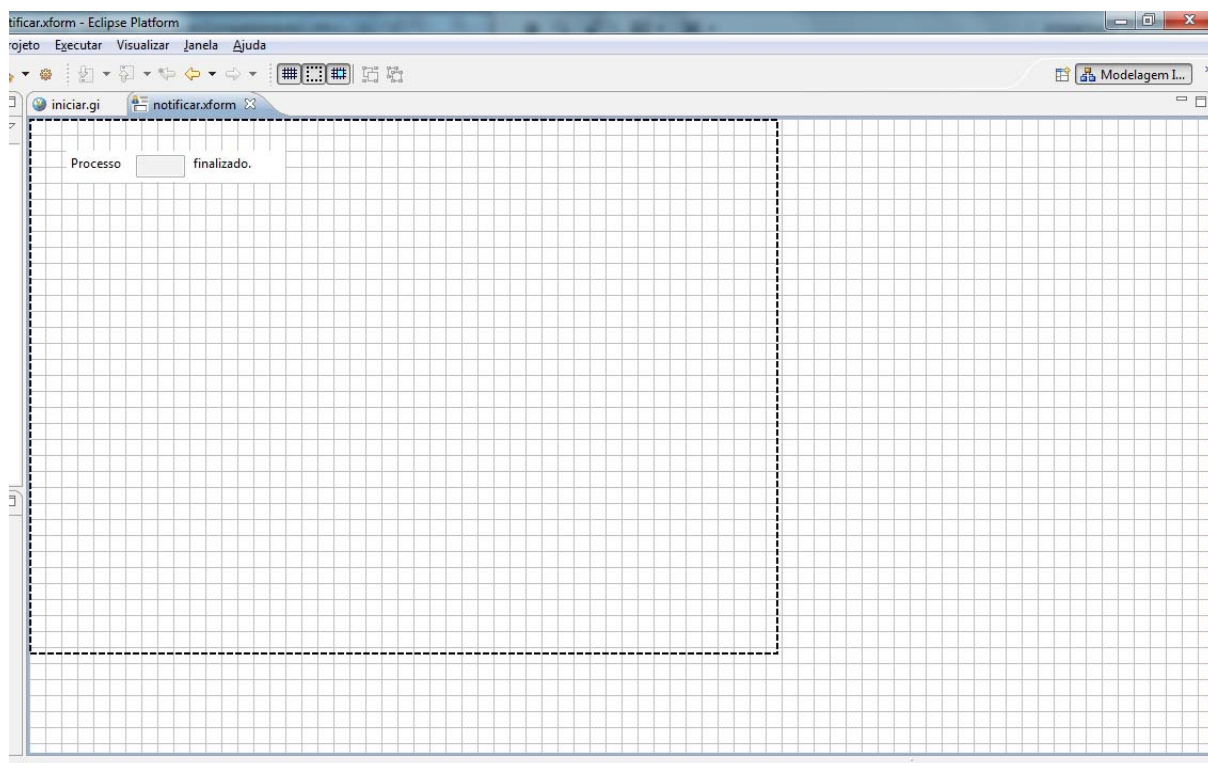 tificar.xform - Eclipse Platform
rojeto Executar Visualizar Janela Ajuda
Modelagem I...
iniciar.gi notificar.xform
Processo finalizado.